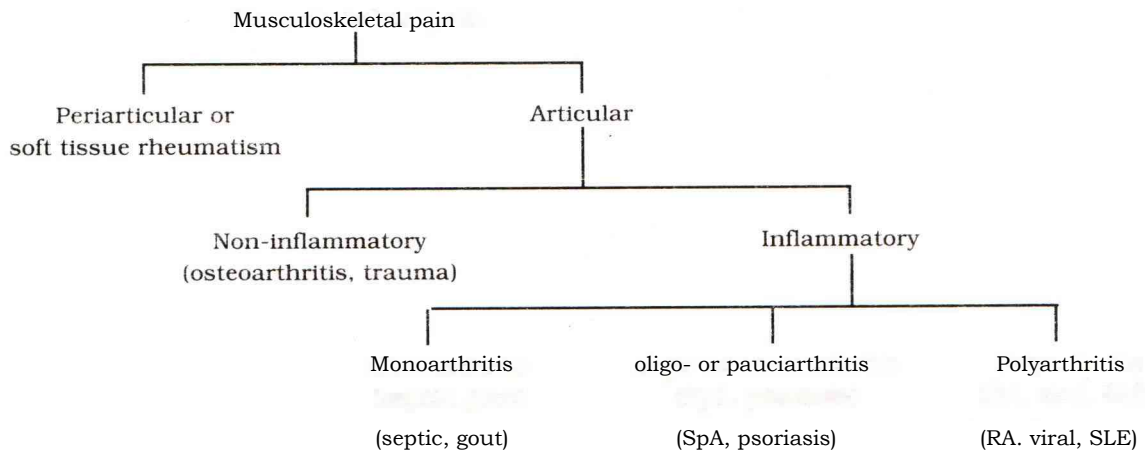 Musculoskeletal pain
Periarticular or
soft tissue rheumatism
Articular
Non-inflammatory
(osteoarthritis, trauma)
Inflammatory
Monoarthritis
oligo- or pauciarthritis
Polyarthritis
(septic, gout)
(SpA, psoriasis)
(RA. viral, SLE)